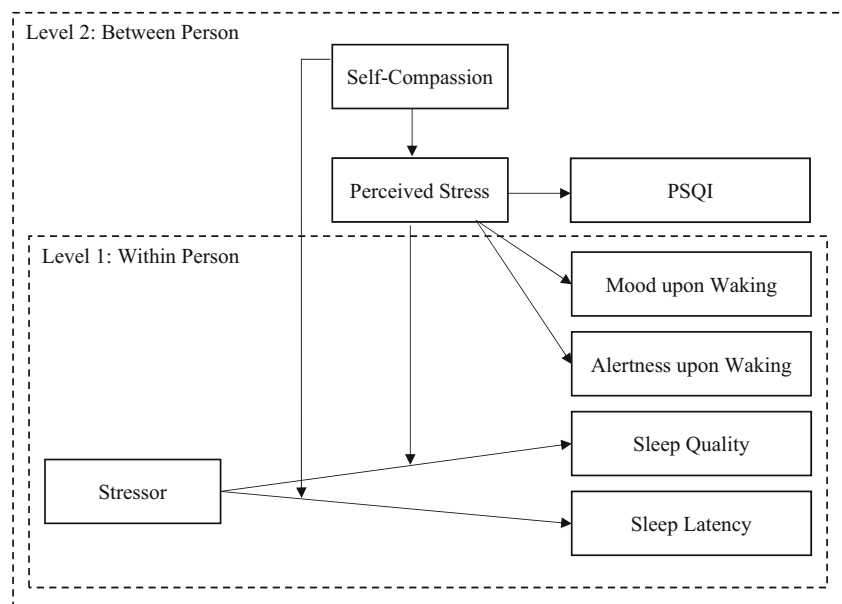 Level 2: Between Person
Self-Compassion
Perceived Stress
PSQI
Level 1: Within Person
Mood upon Waking
Alertness upon Waking
Sleep Quality
Stressor
Sleep Latency